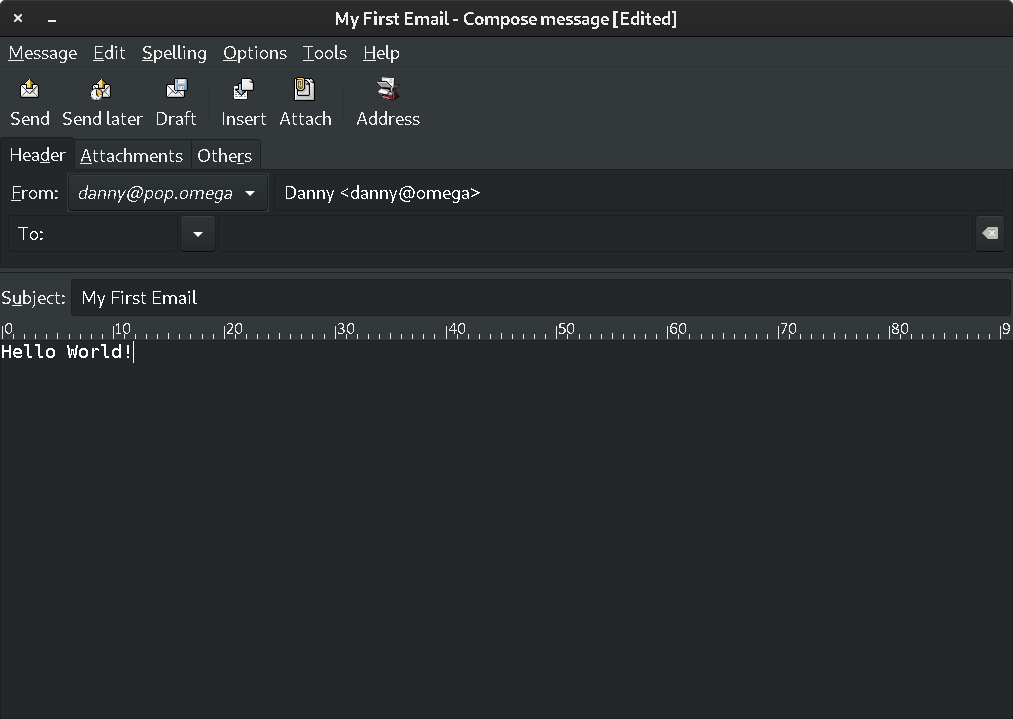 My First Email - Compose message [Edited]
Message Edit Spelling Options Tools Help
Send Send later Draft Insert Attach Address
Header Attachments Others
From: danny@pop.omega Danny <danny@omega>
To:
Subject: My First Email
0 10 20 30 40 50 60 70 80 9
Hello World!